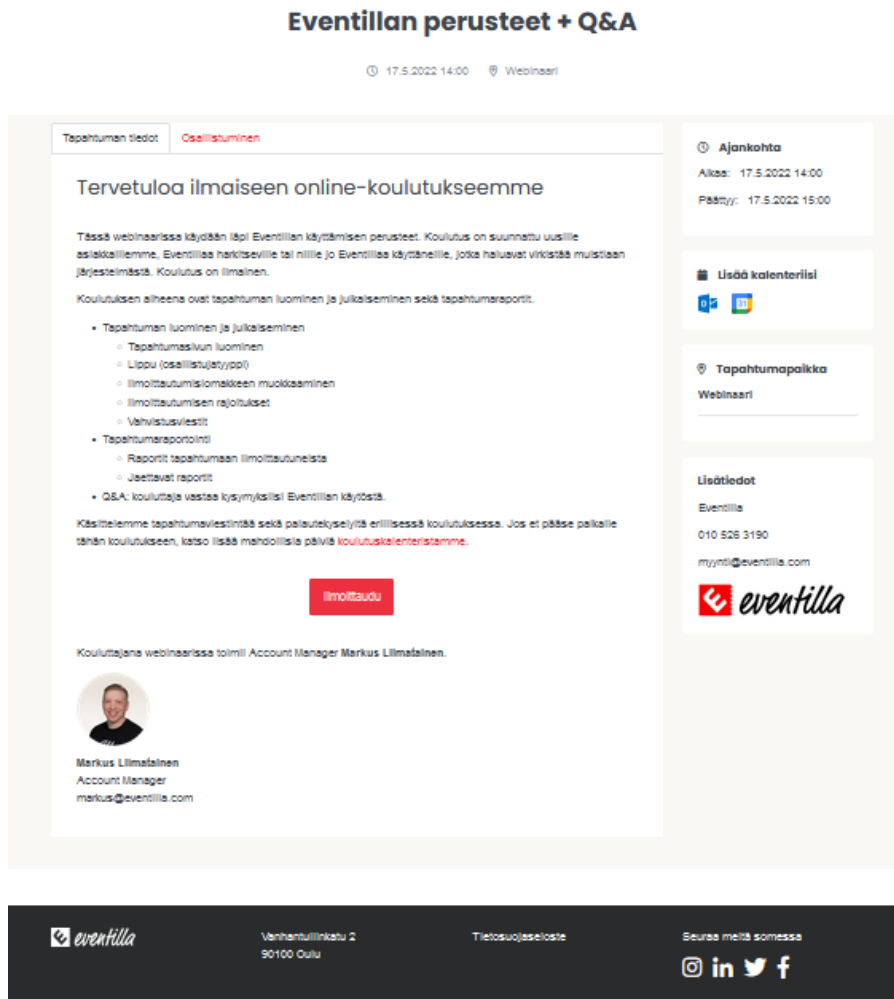 Eventillan perusteet + Q&A
17.5.2022 14:00 Webinaari
Tapahtuman tiedot Osallistuminen
Tervetuloa ilmaiseen online-koulutukseemme
Tässä webinaarissa käydään läpi Eventillan käyttämisen perusteet. Koulutus on suunnattu uusille
asiakkaillemme, Eventillaa harkitseville tai niille jo Eventillaa käyttäneille, jotka haluavat virkistää muistiaan
järjestelmästä. Koulutus on ilmainen.
Koulutuksen aiheena ovat tapahtuman luominen ja julkaiseminen sekä tapahtumaraportit.
• Tapahtuman luominen ja julkaiseminen
○ Tapahtumasivun luominen
○ Lippu (osallistujatyyppi)
○ Ilmoittautumislomakkeen muokkaaminen
○ Ilmoittautumisen rajoitukset
○ Vahvistusviestit
• Tapahtumaraportointi
○ Raportit tapahtumaan ilmoittautuneista
○ Jaettavat raportit
• Q&A: kouluttaja vastaa kysymyksiisi Eventillan käytöstä.
Käsittelemme tapahtumaviestintää sekä palautekyselyitä erillisessä koulutuksessa. Jos et pääse paikalle
tähän koulutukseen, katso lisää mahdollisia päiviä koulutuskalenteristamme.
Ilmoittaudu
Kouluttajana webinaarissa toimii Account Manager Markus Liimatainen.
Markus Liimatainen
Account Manager
markus@eventilla.com
Ajankohta
Alkaa: 17.5.2022 14:00
Päättyy: 17.5.2022 15:00
Lisää kalenteriisi
31
Tapahtumapaikka
Webinaari
Lisätiedot
Eventilla
010 526 3190
myynti@eventilla.com
eventilla
eventilla
Vanhantullinkatu 2
90100 Oulu
Tietosuojaseloste
Seuraa meitä somessa